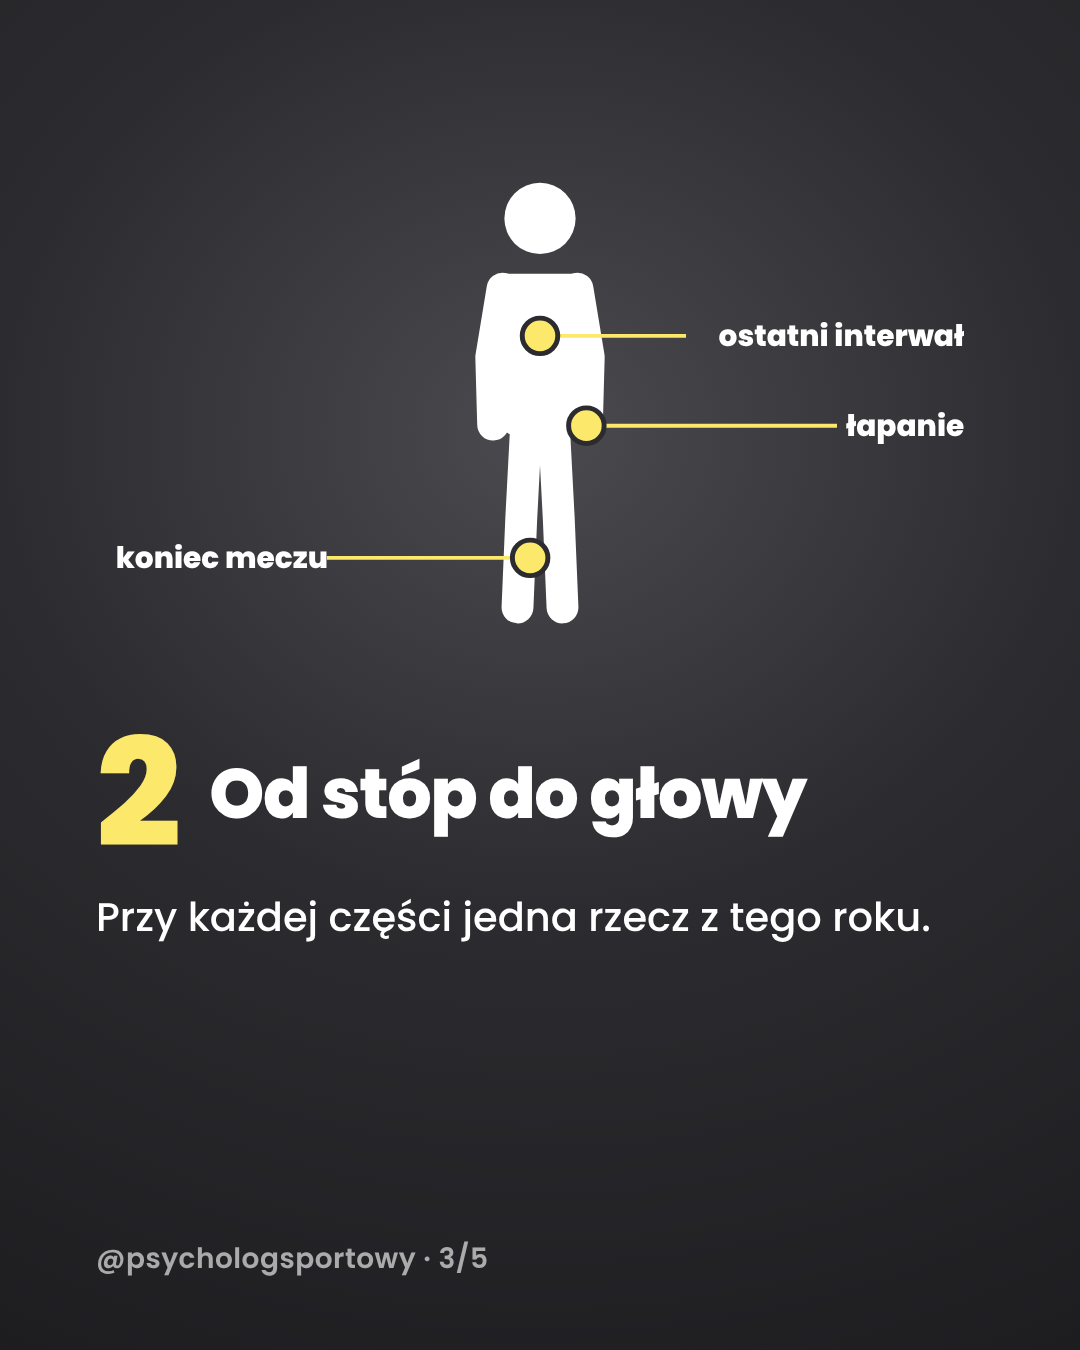 ostatni interwał
łapanie
koniec meczu
2 Od stóp do głowy
Przy każdej części jedna rzecz z tego roku.
@psychologsportowy · 3/5